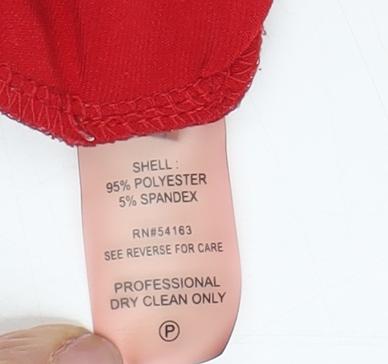 SHELL :
95% POLYESTER
5% SPANDEX
RN#54163
SEE REVERSE FOR CARE
PROFESSIONAL
DRY CLEAN ONLY
P